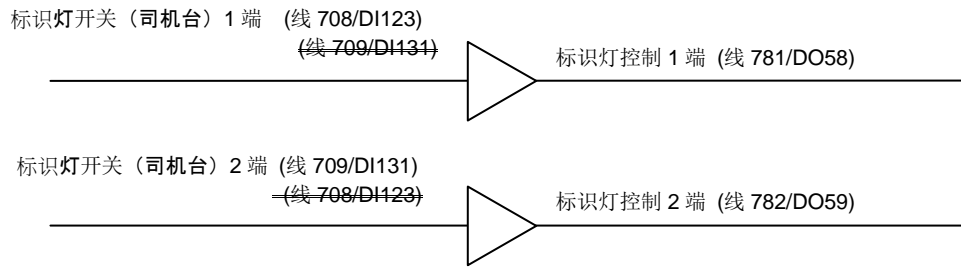 标识灯开关（司机台）1 端 (线 708/DI123)
(线 709/DI131)
标识灯控制 1 端 (线 781/DO58)
标识灯开关（司机台）2 端 (线 709/DI131)
(线 708/DI123)
标识灯控制 2 端 (线 782/DO59)